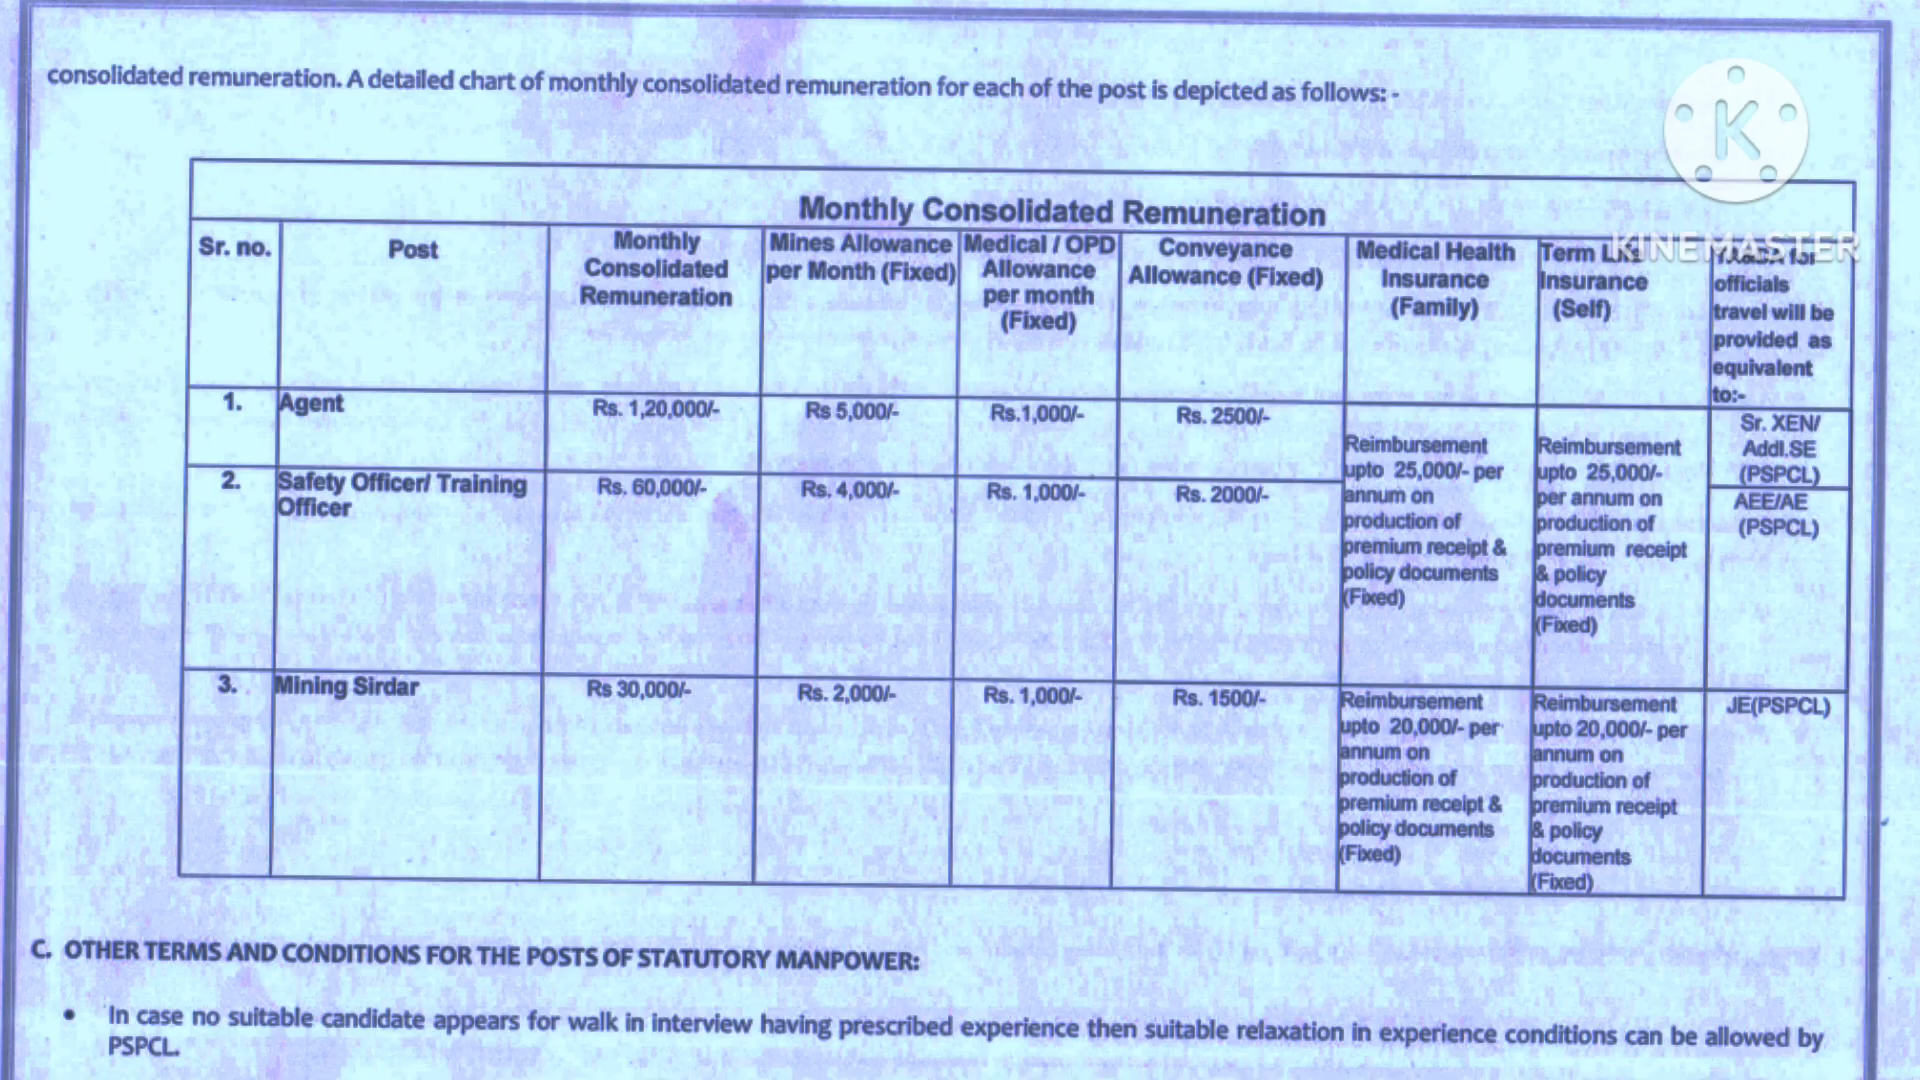 consolidated remuneration. A detailed chart of monthly consolidated remuneration for each of the post is depicted as follows: -
K
KINEMASTER
Monthly Consolidated Remuneration
Sr. no.
Post
Monthly
Consolidated
Remuneration
Mines Allowance
per Month (Fixed)
Medical / OPD
Allowance
per month
(Fixed)
Conveyance
Allowance (Fixed)
Medical Health
Insurance
(Family)
Term
Insurance
(Self)
for
officials
travel will be
provided as
equivalent
to:-
1.
Agent
Rs. 1,20,000/-
Rs 5,000/-
Rs.1,000/-
Rs. 2500/-
Reimbursement
upto 25,000/- per
annum on
production of
premium receipt &
policy documents
(Fixed)
Reimbursement
upto 25,000/-
per annum on
production of
premium receipt
& policy
documents
(Fixed)
Sr. XEN/
Addl.SE
(PSPCL)
2.
Safety Officer/ Training
Officer
Rs. 60,000/-
Rs. 4,000/-
Rs. 1,000/-
Rs. 2000/-
AEE/AE
(PSPCL)
3.
Mining Sirdar
Rs 30,000/-
Rs. 2,000/-
Rs. 1,000/-
Rs. 1500/-
Reimbursement
upto 20,000/- per
annum on
production of
premium receipt &
policy documents
(Fixed)
Reimbursement
upto 20,000/- per
annum on
production of
premium receipt
& policy
documents
(Fixed)
JE(PSPCL)
C. OTHER TERMS AND CONDITIONS FOR THE POSTS OF STATUTORY MANPOWER:
• In case no suitable candidate appears for walk in interview having prescribed experience then suitable relaxation in experience conditions can be allowed by
PSPCL.